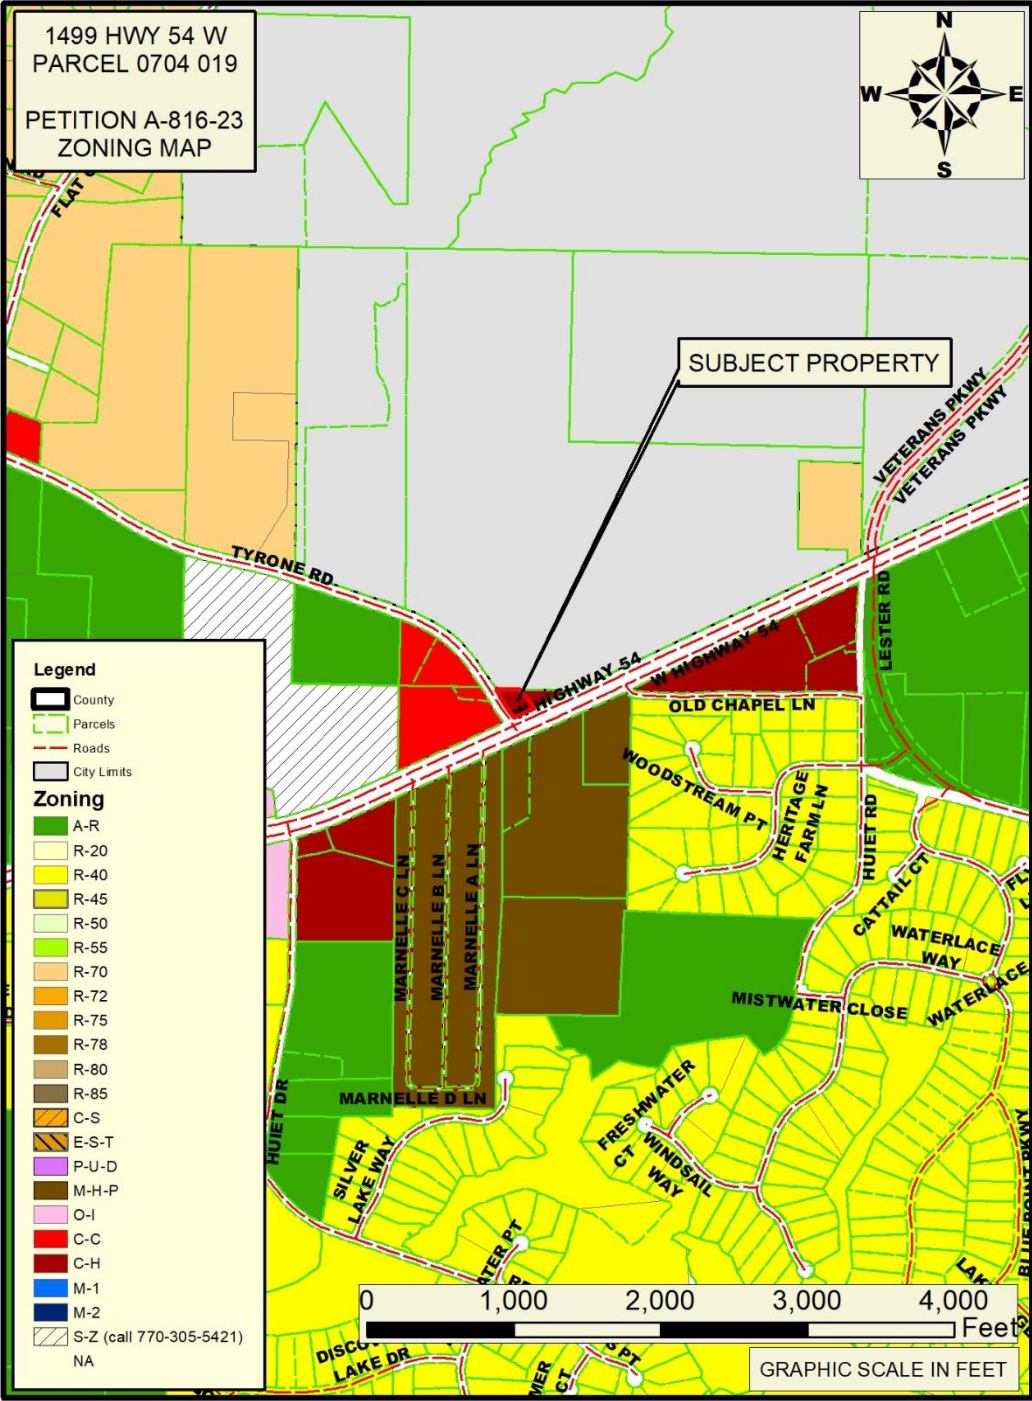 1499 HWY 54 W
PARCEL 0704 019
PETITION A-816-23
ZONING MAP
N
W
E
S
SUBJECT PROPERTY
VETERANS PKWY
VETERANS PKWY
TYRONE RD
LESTER RD
W HIGHWAY 54
HIGHWAY 54
OLD CHAPEL LN
WOODSTREAM PT
HERITAGE
FARM LN
HUIET RD
CATTAIL CT
WATERLACE
WAY
WATERLACE
MISTWATER CLOSE
MARNELLE C LN
MARNELLE B LN
MARNELLE A LN
MARNELLE D LN
HUIET DR
SILVER
LAKE WAY
FRESHWATER
CT
WINDSAIL
WAY
Legend
County
Parcels
Roads
City Limits
Zoning
A-R
R-20
R-40
R-45
R-50
R-55
R-70
R-72
R-75
R-78
R-80
R-85
C-S
E-S-T
P-U-D
M-H-P
O-I
C-C
C-H
M-1
M-2
S-Z (call 770-305-5421)
NA
LAKE DR
CT
0 1,000 2,000 3,000 4,000
Feet
GRAPHIC SCALE IN FEET